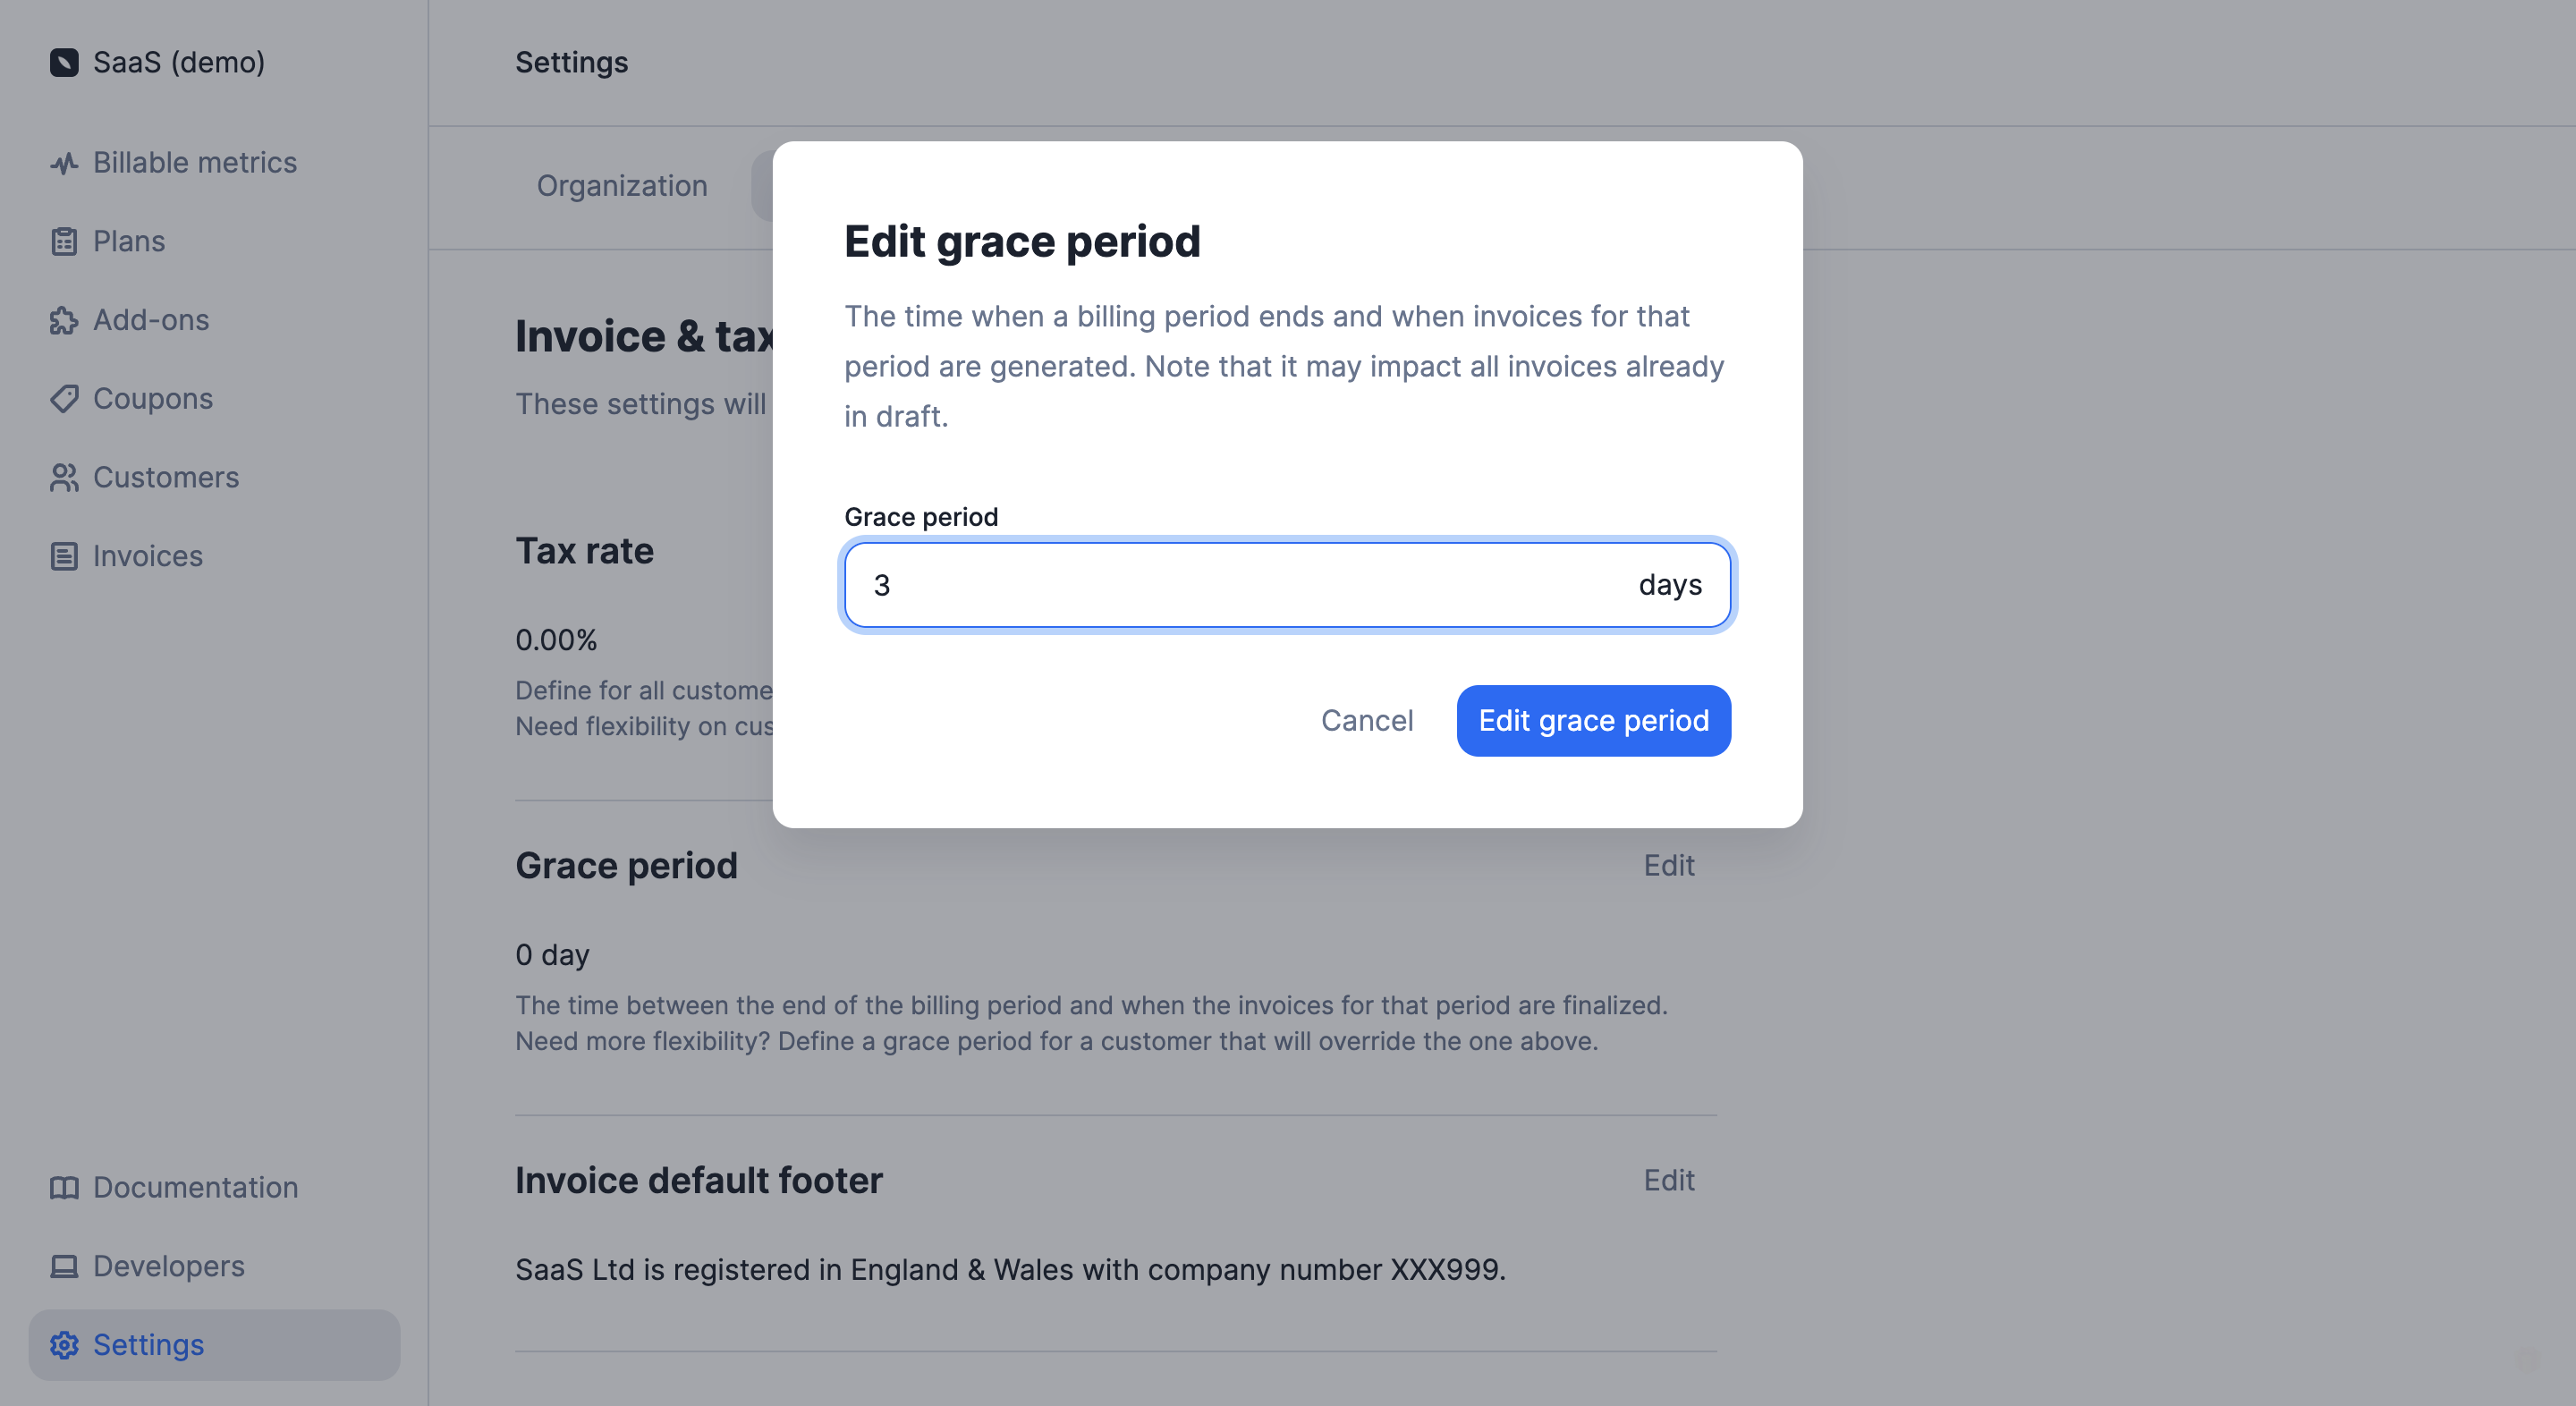 SaaS (demo)
Billable metrics
Plans
Add-ons
Coupons
Customers
Invoices
Documentation
Developers
Settings
Settings
Organization
Invoice & tax
These settings will
Tax rate
0.00%
Define for all custome
Need flexibility on cus
Grace period
Edit
0 day
The time between the end of the billing period and when the invoices for that period are finalized.
Need more flexibility? Define a grace period for a customer that will override the one above.
Invoice default footer
Edit
SaaS Ltd is registered in England & Wales with company number XXX999.
Edit grace period
The time when a billing period ends and when invoices for that
period are generated. Note that it may impact all invoices already
in draft.
Grace period
3 days
Cancel
Edit grace period